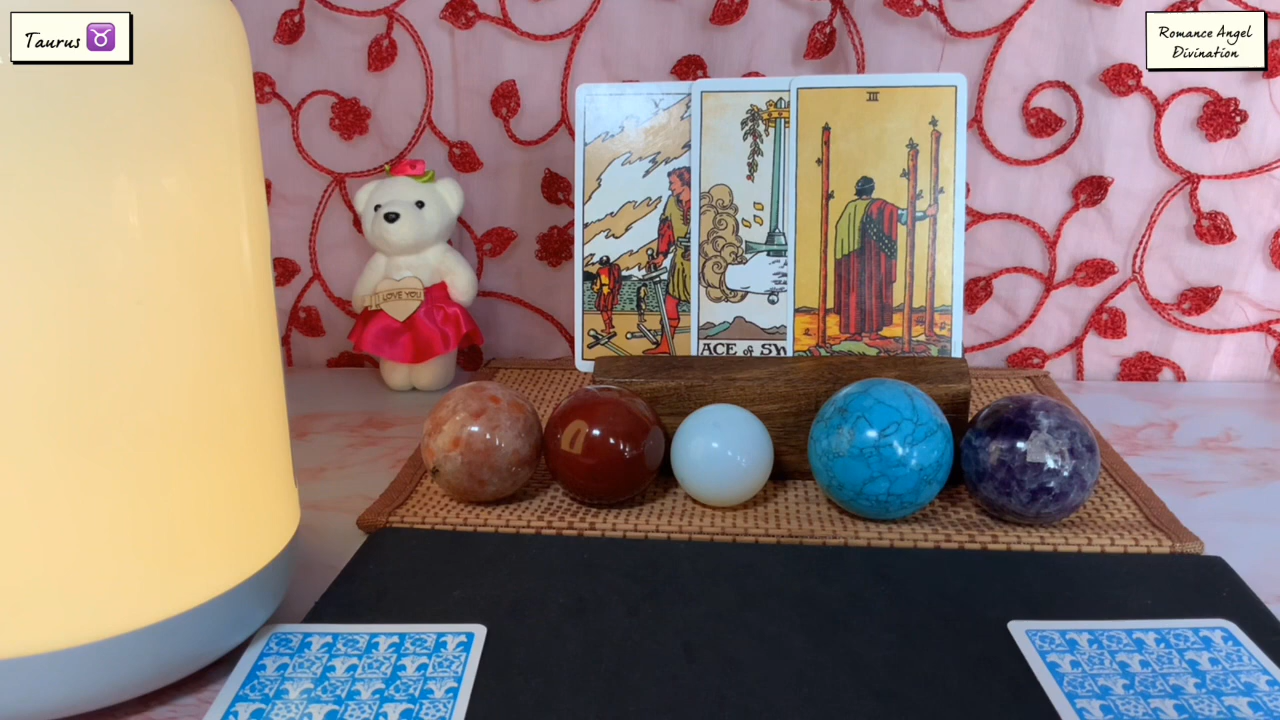 Taurus ♉
Romance Angel
Divination
III
I LOVE YOU
ACE of SW